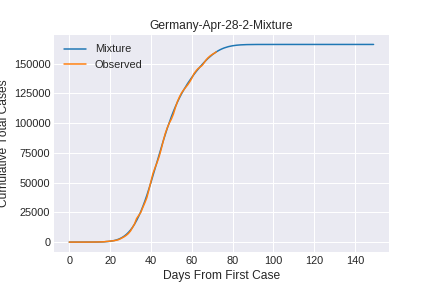 Germany-Apr-28-2-Mixture
Mixture
Observed
150000
125000
100000
75000
50000
25000
0
Cumulative Total Cases
0 20 40 60 80 100 120 140
Days From First Case